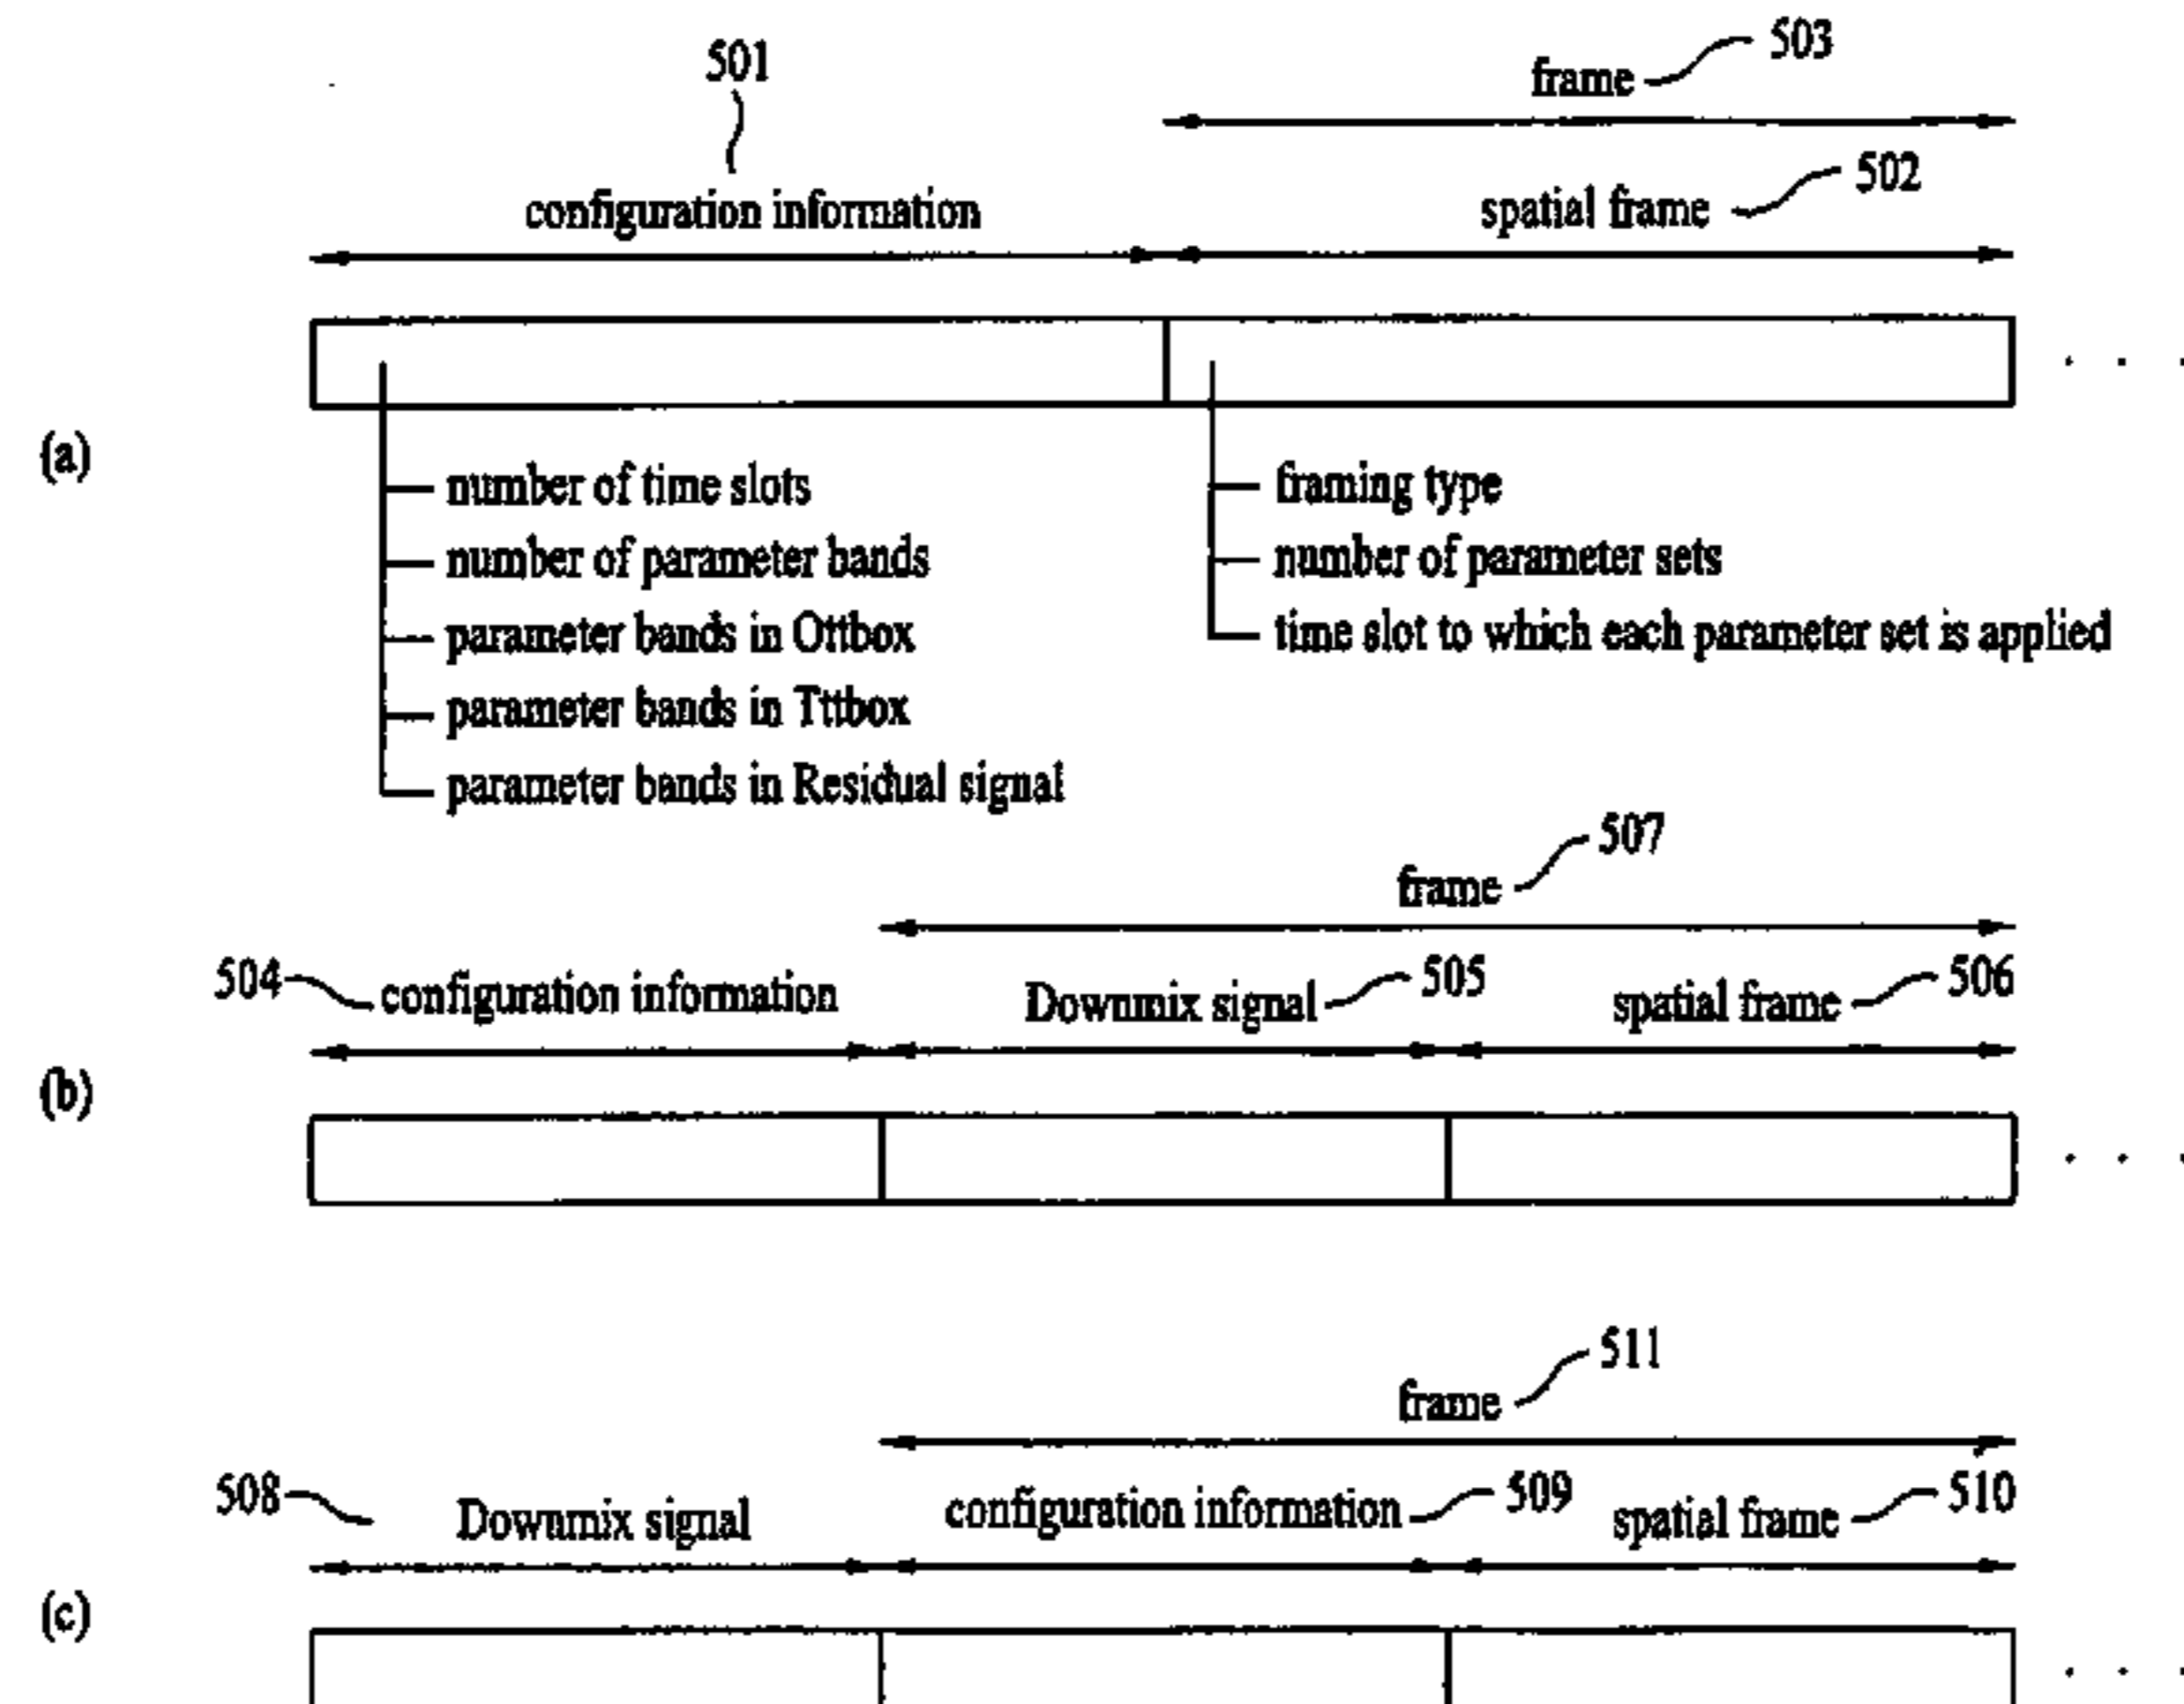 501
503
frame
502
configuration information
spatial frame
(a)
number of time slots
framing type
number of parameter bands
number of parameter sets
parameter bands in Ottbox
time slot to which each parameter set is applied
parameter bands in Tttbox
parameter bands in Residual signal
507
frame
504
configuration information
Downmix signal
505
spatial frame
506
(b)
. . .
511
frame
508
Downmix signal
configuration information
509
spatial frame
510
(c)
. . .